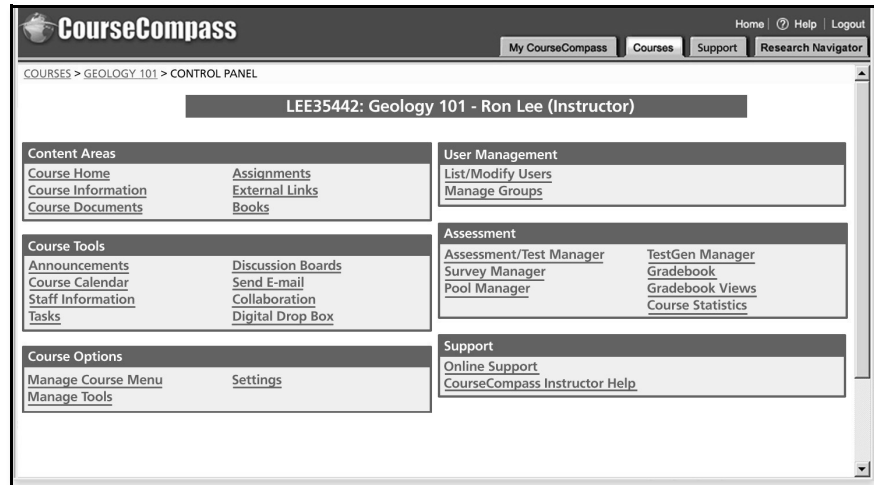 CourseCompass
Home | ? Help | Logout
My CourseCompass Courses Support Research Navigator
COURSES > GEOLOGY 101 > CONTROL PANEL
LEE35442: Geology 101 - Ron Lee (Instructor)
Content Areas
Course Home Assignments
Course Information External Links
Course Documents Books
Course Tools
Announcements Discussion Boards
Course Calendar Send E-mail
Staff Information Collaboration
Tasks Digital Drop Box
Course Options
Manage Course Menu Settings
Manage Tools
User Management
List/Modify Users
Manage Groups
Assessment
Assessment/Test Manager TestGen Manager
Survey Manager Gradebook
Pool Manager Gradebook Views
Course Statistics
Support
Online Support
CourseCompass Instructor Help